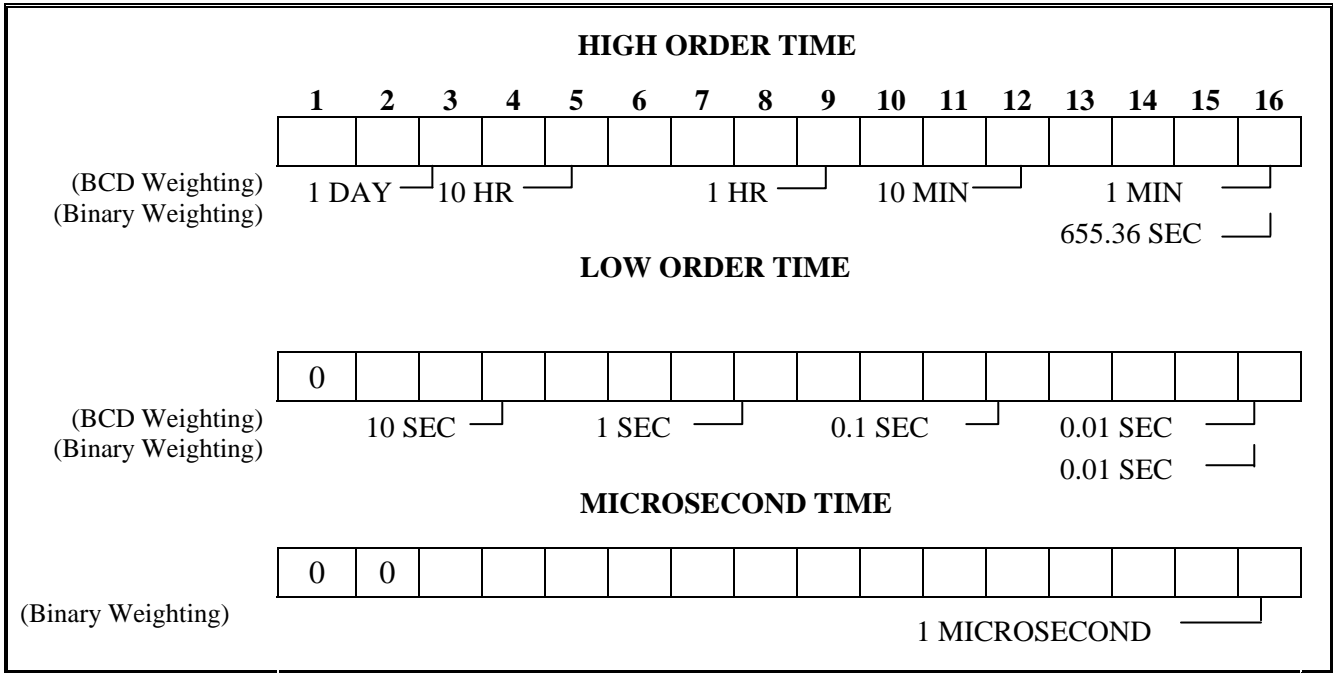 HIGH ORDER TIME
1 2 3 4 5 6 7 8 9 10 11 12 13 14 15 16
(BCD Weighting) 1 DAY 10 HR 1 HR 10 MIN 1 MIN
(Binary Weighting) 655.36 SEC
LOW ORDER TIME
0
(BCD Weighting) 10 SEC 1 SEC 0.1 SEC 0.01 SEC
(Binary Weighting) 0.01 SEC
MICROSECOND TIME
0 0
(Binary Weighting) 1 MICROSECOND